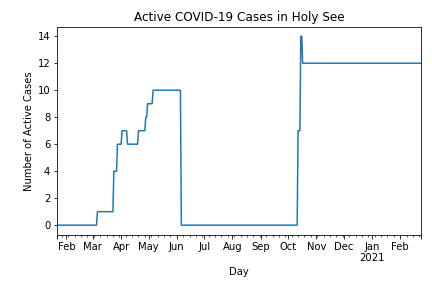 Active COVID-19 Cases in Holy See
14
12
10
8
6
4
2
0
Number of Active Cases
Feb Mar Apr May Jun Jul Aug Sep Oct Nov Dec Jan Feb
2021
Day